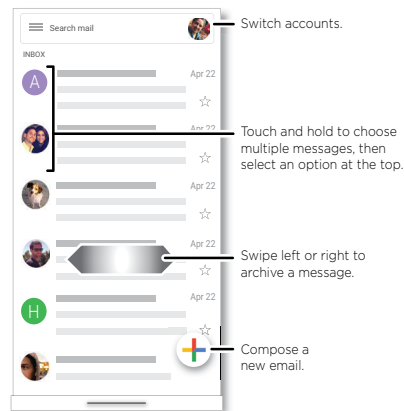 Search mail
Switch accounts.
INBOX
A
Apr 22
Apr 22
Touch and hold to choose
multiple messages, then
select an option at the top.
Apr 22
Apr 22
Swipe left or right to
archive a message.
H
Apr 22
Compose a
new email.